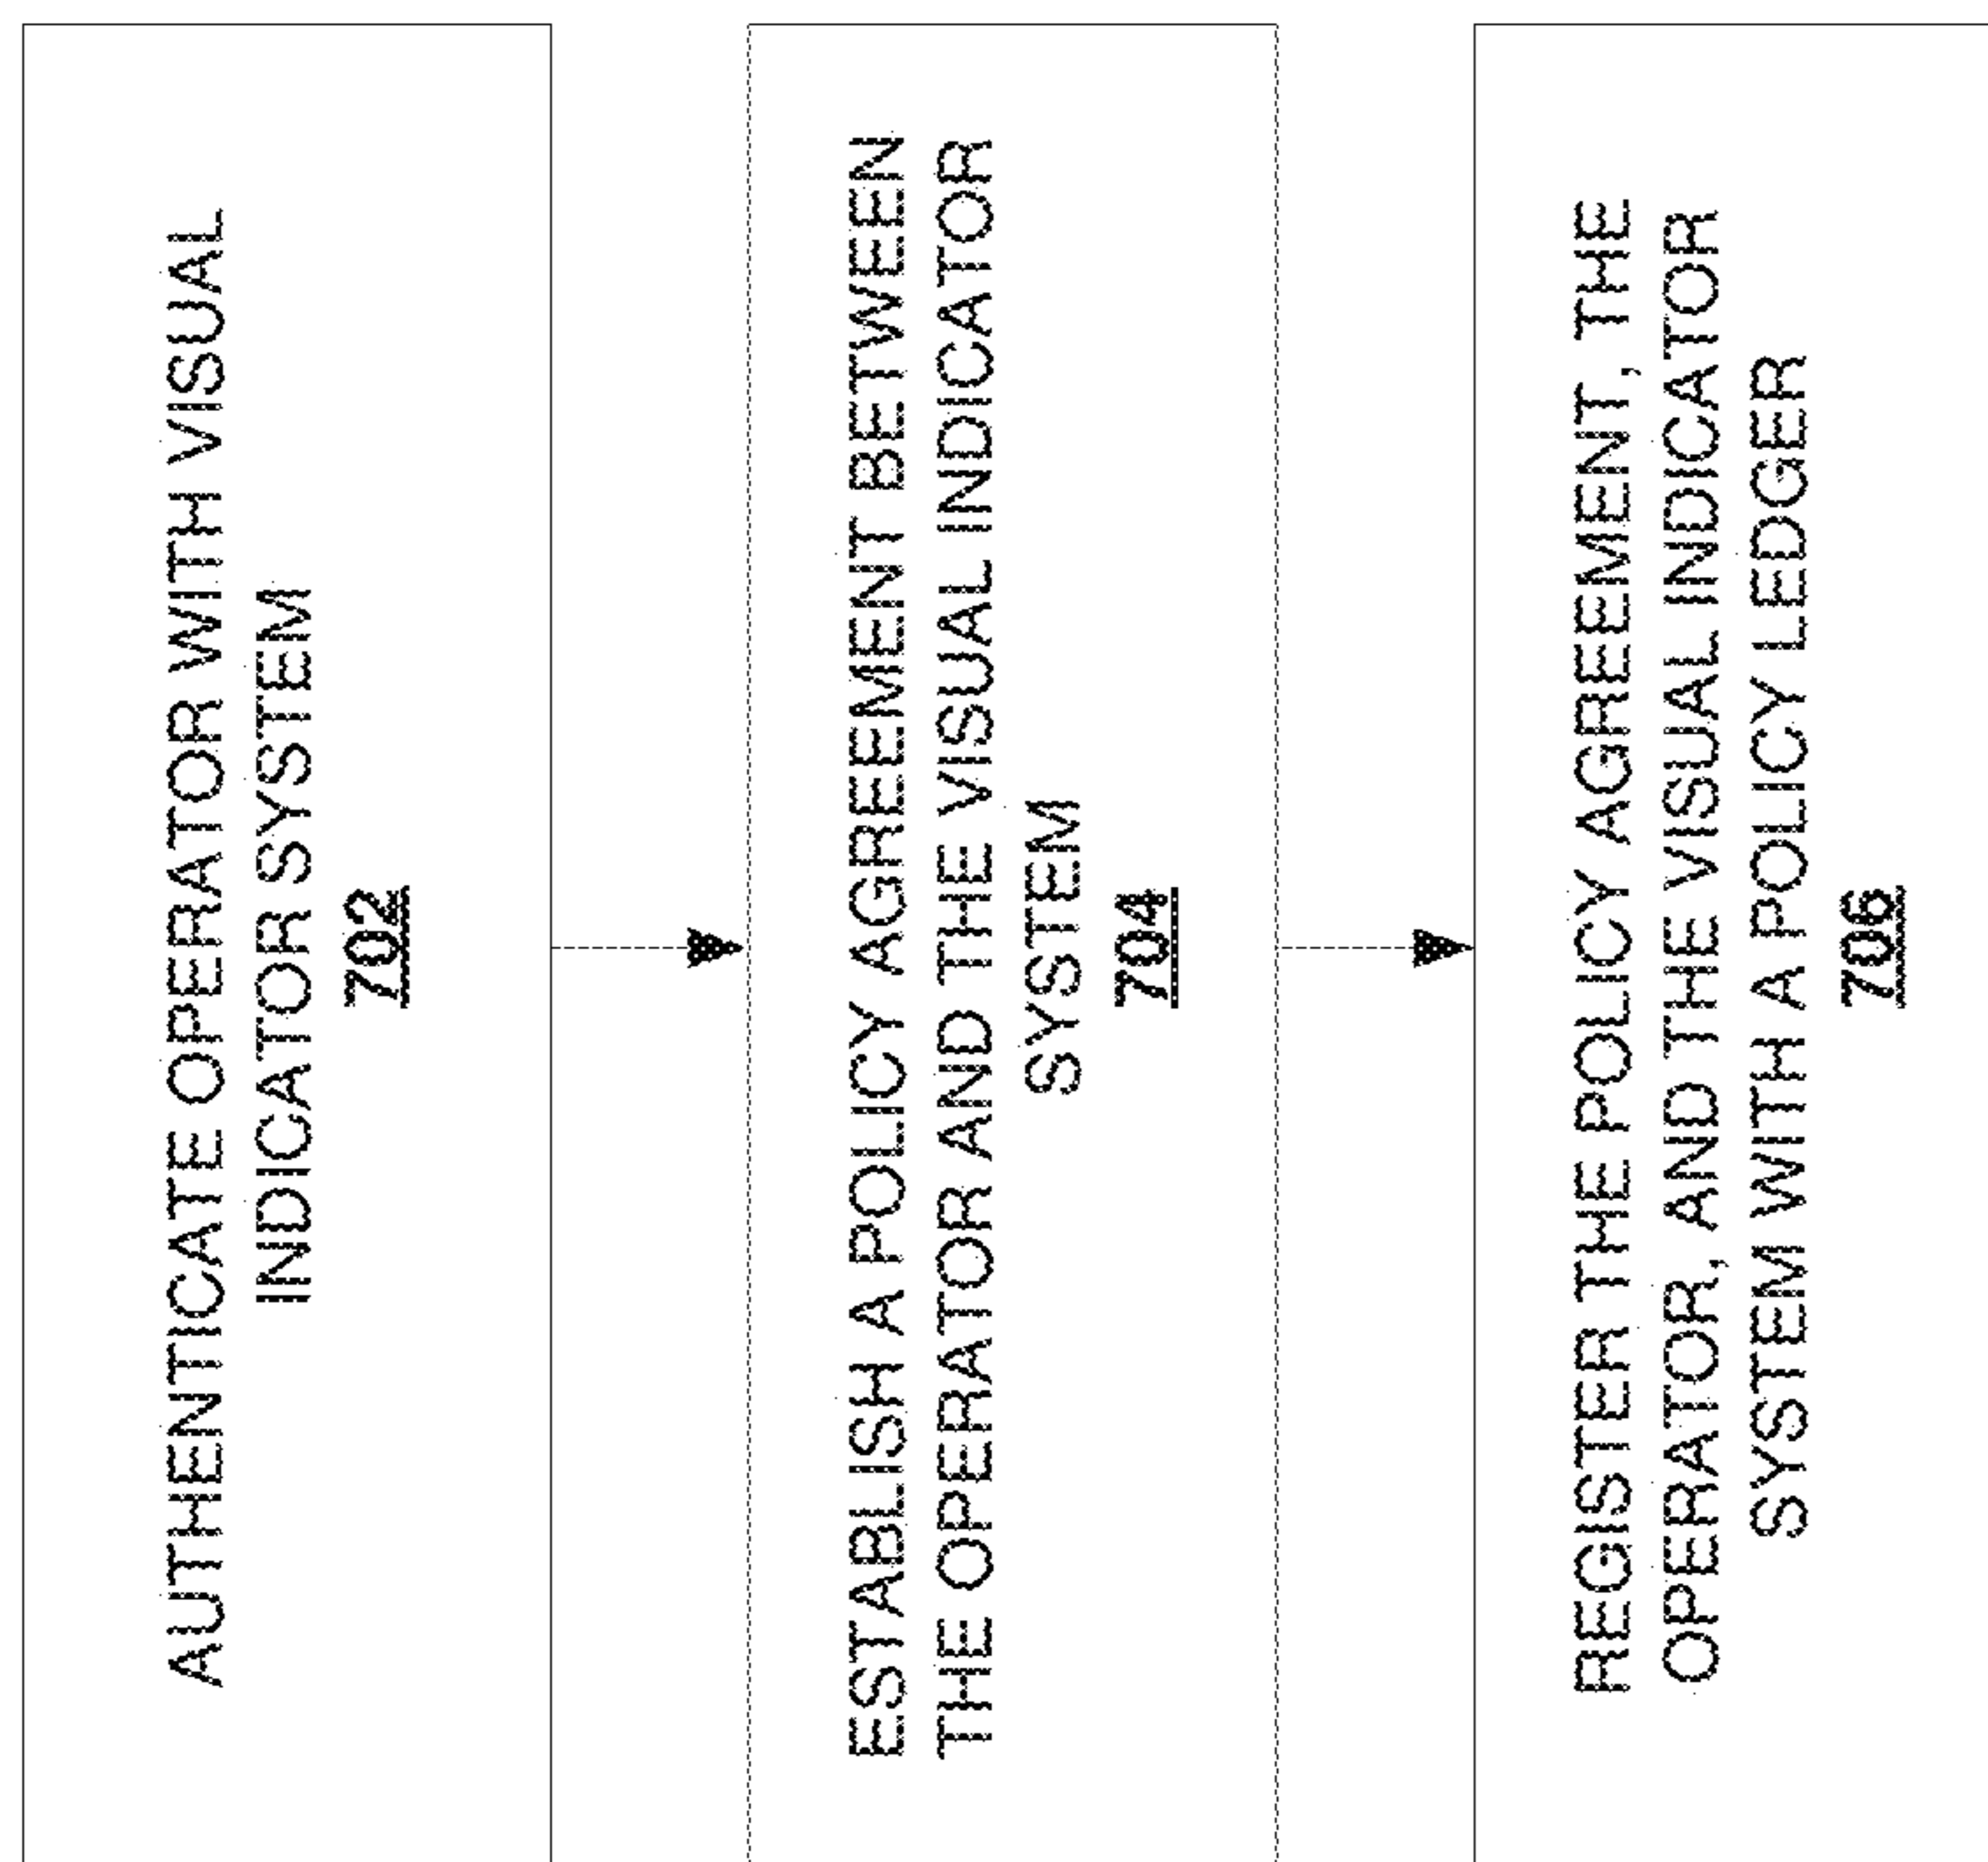 AUTHENTICATE OPERATOR WITH VISUAL
INDICATOR SYSTEM
702
ESTABLISH A POLICY AGREEMENT BETWEEN
THE OPERATOR AND THE VISUAL INDICATOR
SYSTEM
704
REGISTER THE POLICY AGREEMENT, THE
OPERATOR, AND THE VISUAL INDICATOR
SYSTEM WITH A POLICY LEDGER
706